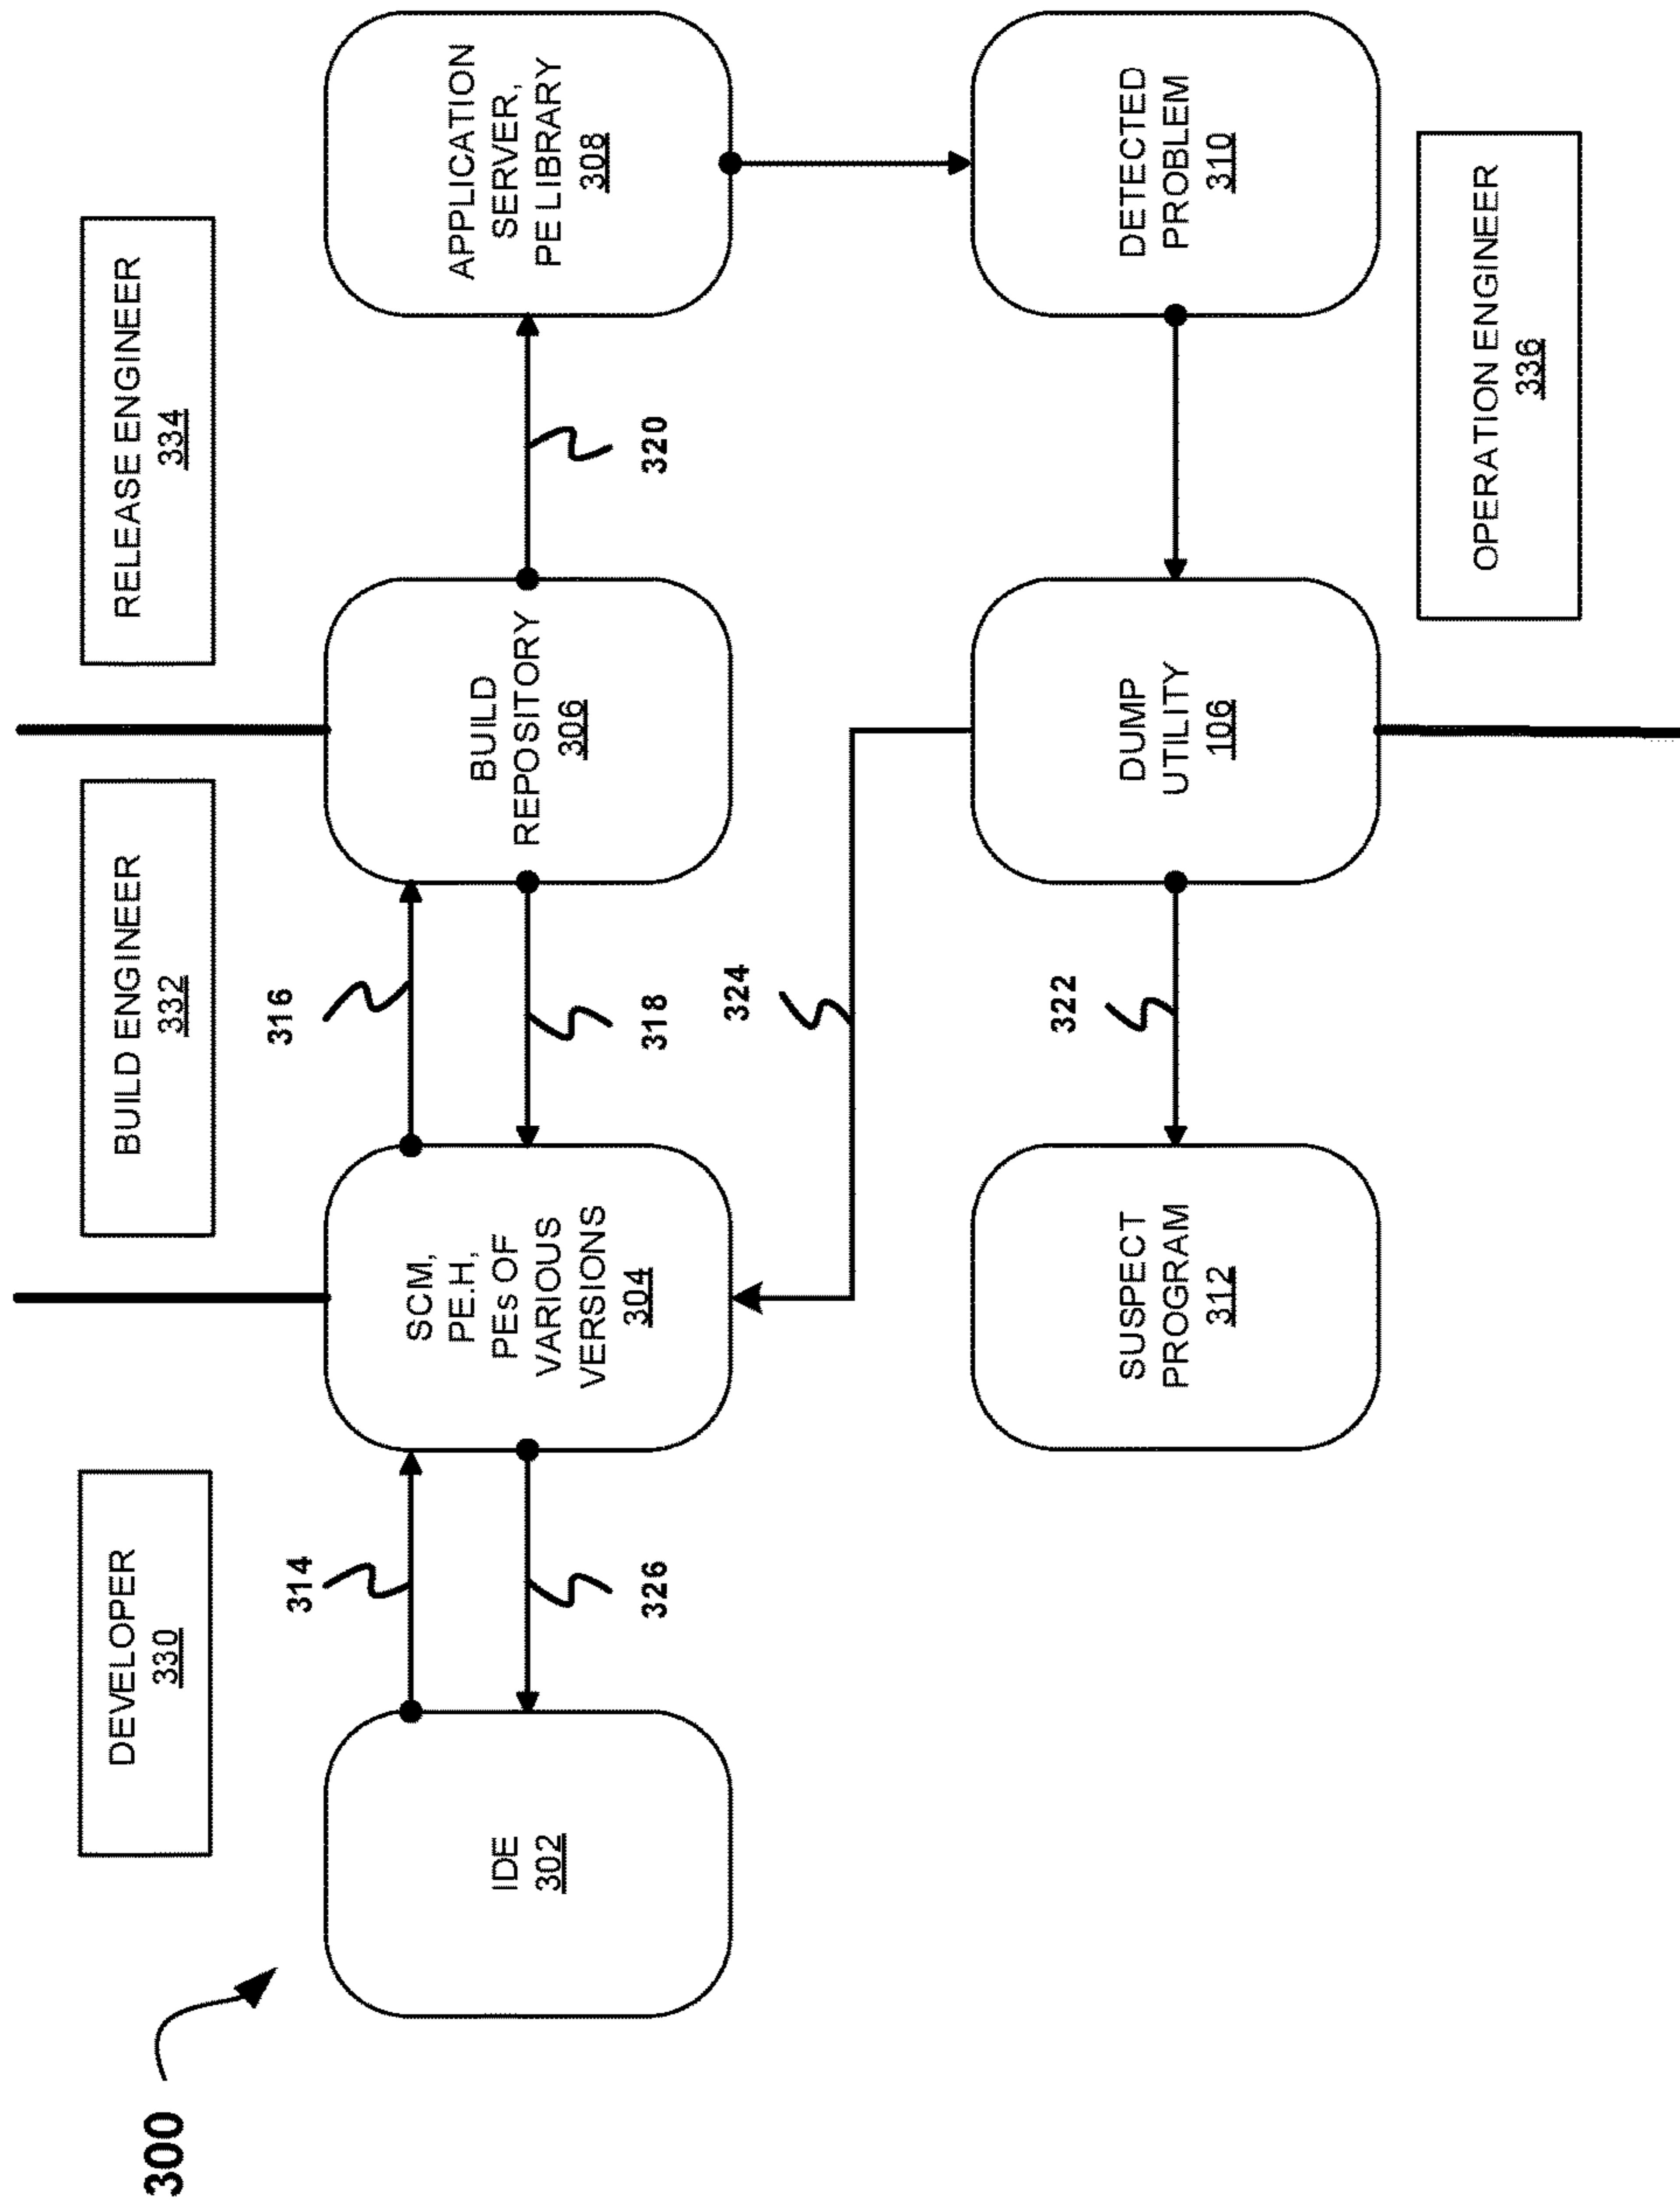 300
DEVELOPER
330
BUILD ENGINEER
332
RELEASE ENGINEER
334
314
316
IDE
302
SCM,
PE.H,
PEs OF
VARIOUS
VERSIONS
304
BUILD
REPOSITORY
306
APPLICATION
SERVER,
PE LIBRARY
308
326
318
320
324
322
SUSPECT
PROGRAM
312
DUMP
UTILITY
106
DETECTED
PROBLEM
310
OPERATION ENGINEER
336